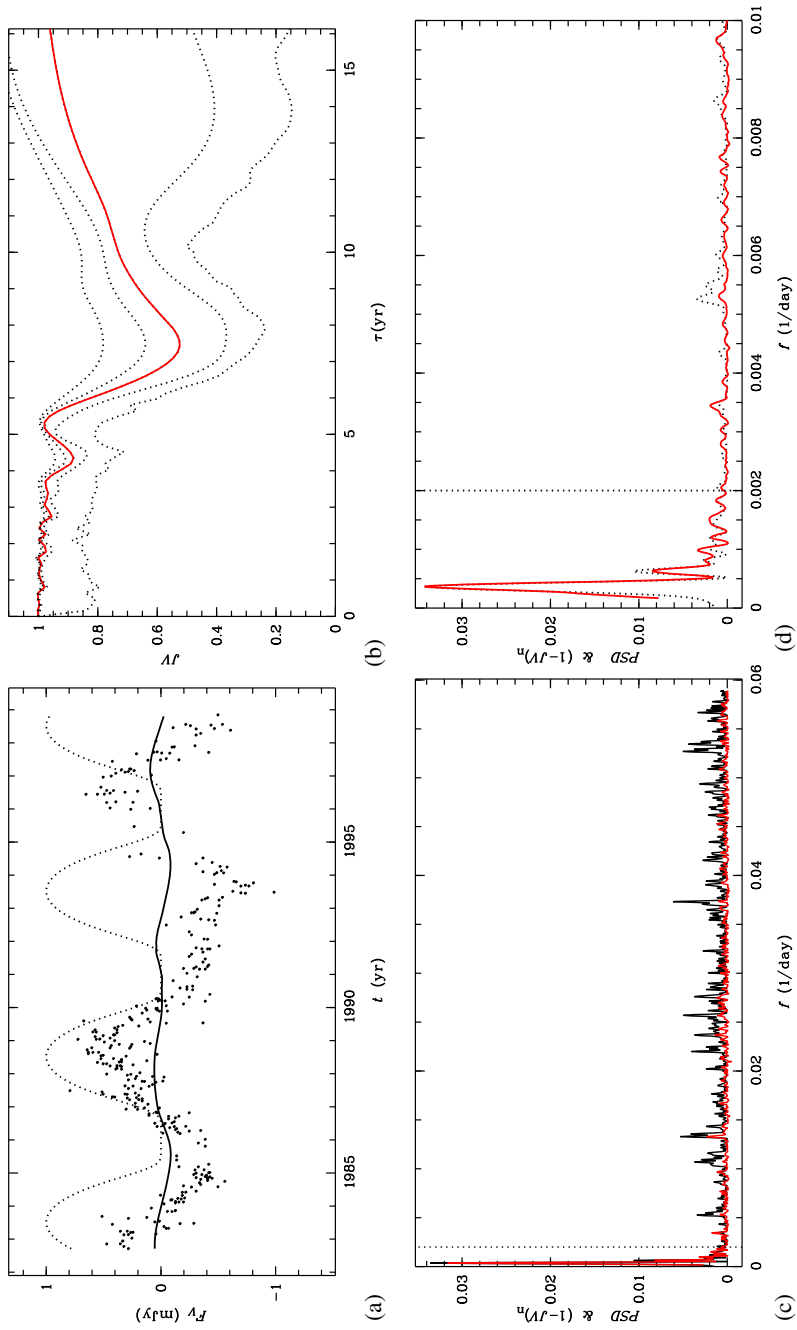 1
0
−1
F_V (mJy)
1985
1990
1995
t (yr)
(a)
1
0.8
0.6
0.4
0.2
0
JV
0
5
10
15
τ(yr)
(b)
0.03
0.02
0.01
0
PSD & (1−JV)_n
0
0.02
0.04
0.06
f (1/day)
(c)
0.03
0.02
0.01
0
PSD & (1−JV)_n
0
0.002
0.004
0.006
0.008
0.01
f (1/day)
(d)